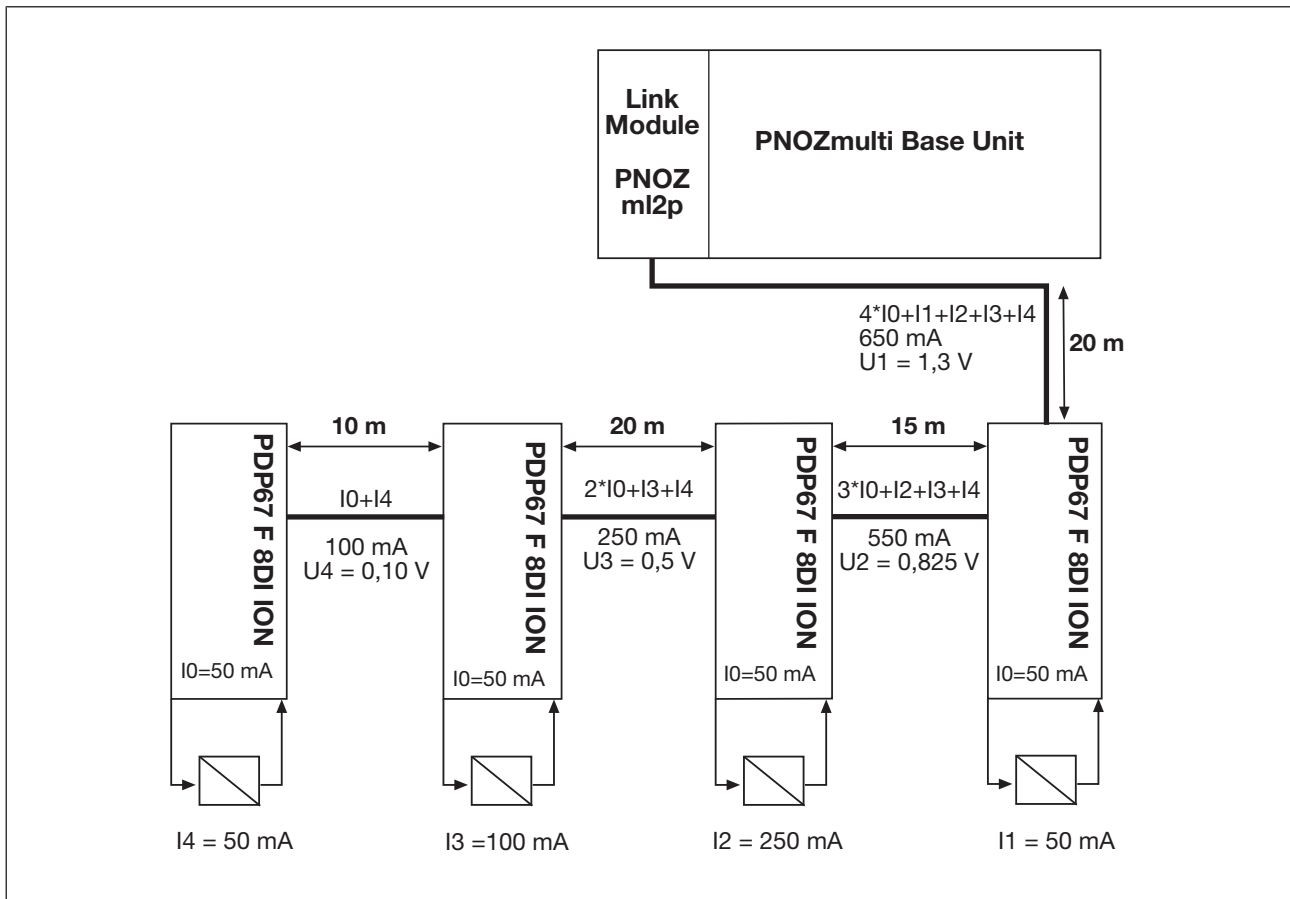 Link
Module
PNOZ
ml2p
PNOZmulti Base Unit
4*I0+I1+I2+I3+I4
650 mA
U1 = 1,3 V
20 m
10 m
20 m
15 m
PDP67 F 8DI ION
PDP67 F 8DI ION
PDP67 F 8DI ION
PDP67 F 8DI ION
I0+I4
100 mA
U4 = 0,10 V
2*I0+I3+I4
250 mA
U3 = 0,5 V
3*I0+I2+I3+I4
550 mA
U2 = 0,825 V
I0=50 mA
I0=50 mA
I0=50 mA
I0=50 mA
I4 = 50 mA
I3 =100 mA
I2 = 250 mA
I1 = 50 mA